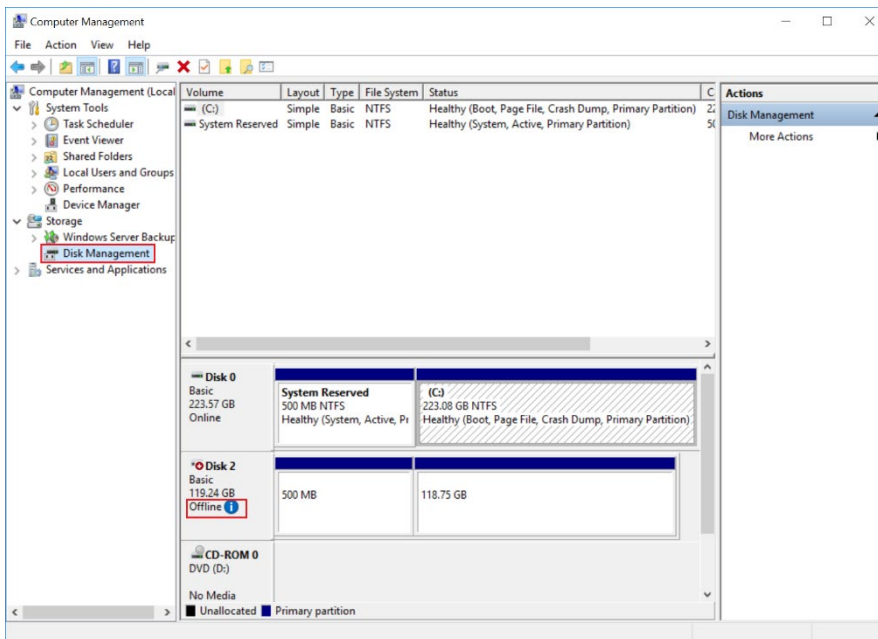 Computer Management
File Action View Help
Computer Management (Local
System Tools
Task Scheduler
Event Viewer
Shared Folders
Local Users and Groups
Performance
Device Manager
Storage
Windows Server Backup
Disk Management
Services and Applications
Volume Layout Type File System Status C
(C:) Simple Basic NTFS Healthy (Boot, Page File, Crash Dump, Primary Partition) 22
System Reserved Simple Basic NTFS Healthy (System, Active, Primary Partition) 50
Actions
Disk Management
More Actions
Disk 0
Basic
223.57 GB
Online
System Reserved
500 MB NTFS
Healthy (System, Active, Pr
(C:)
223.08 GB NTFS
Healthy (Boot, Page File, Crash Dump, Primary Partition)
Disk 2
Basic
119.24 GB
Offline
500 MB
118.75 GB
CD-ROM 0
DVD (D:)
No Media
Unallocated Primary partition